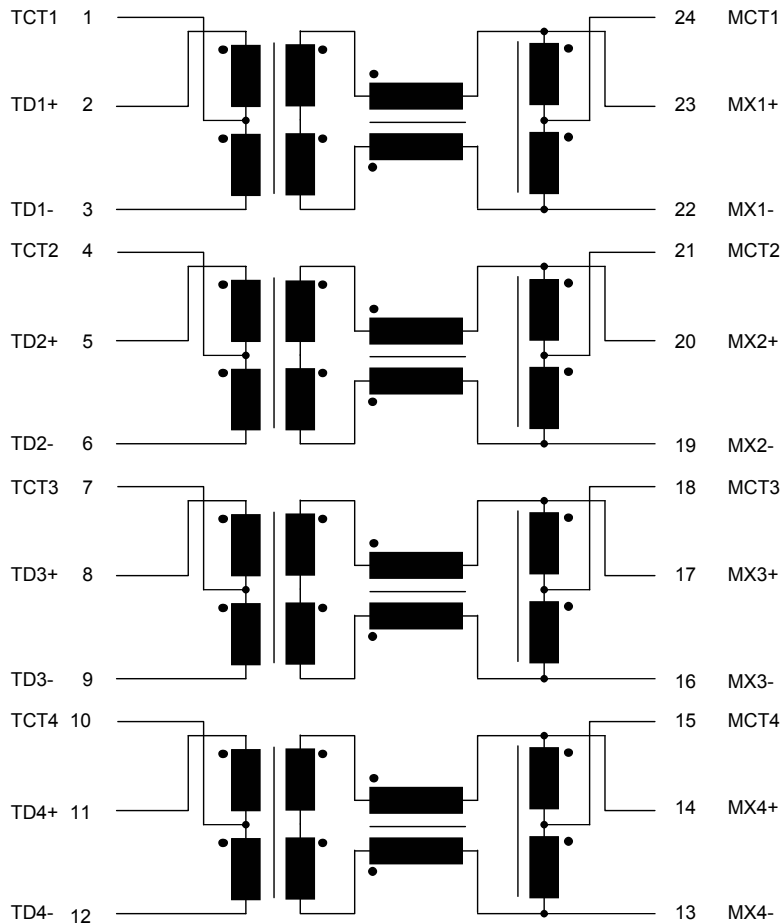 TCT1 1 24 MCT1
TD1+ 2 23 MX1+
TD1- 3 22 MX1-
TCT2 4 21 MCT2
TD2+ 5 20 MX2+
TD2- 6 19 MX2-
TCT3 7 18 MCT3
TD3+ 8 17 MX3+
TD3- 9 16 MX3-
TCT4 10 15 MCT4
TD4+ 11 14 MX4+
TD4- 12 13 MX4-